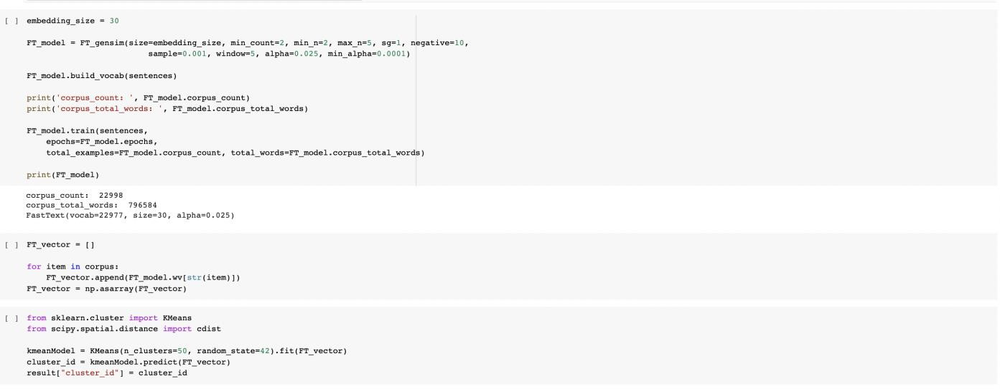 [ ] embedding_size = 30
FT_model = FT_gensim(size=embedding_size, min_count=2, min_n=2, max_n=5, sg=1, negative=10,
sample=0.001, window=5, alpha=0.025, min_alpha=0.0001)
FT_model.build_vocab(sentences)
print('corpus_count: ', FT_model.corpus_count)
print('corpus_total_words: ', FT_model.corpus_total_words)
FT_model.train(sentences,
epochs=FT_model.epochs,
total_examples=FT_model.corpus_count, total_words=FT_model.corpus_total_words)
print(FT_model)
corpus_count:  22998
corpus_total_words:  796584
FastText(vocab=22977, size=30, alpha=0.025)
[ ] FT_vector = []
for item in corpus:
FT_vector.append(FT_model.wv[str(item)])
FT_vector = np.asarray(FT_vector)
[ ] from sklearn.cluster import KMeans
from scipy.spatial.distance import cdist
kmeanModel = KMeans(n_clusters=50, random_state=42).fit(FT_vector)
cluster_id = kmeanModel.predict(FT_vector)
result["cluster_id"] = cluster_id